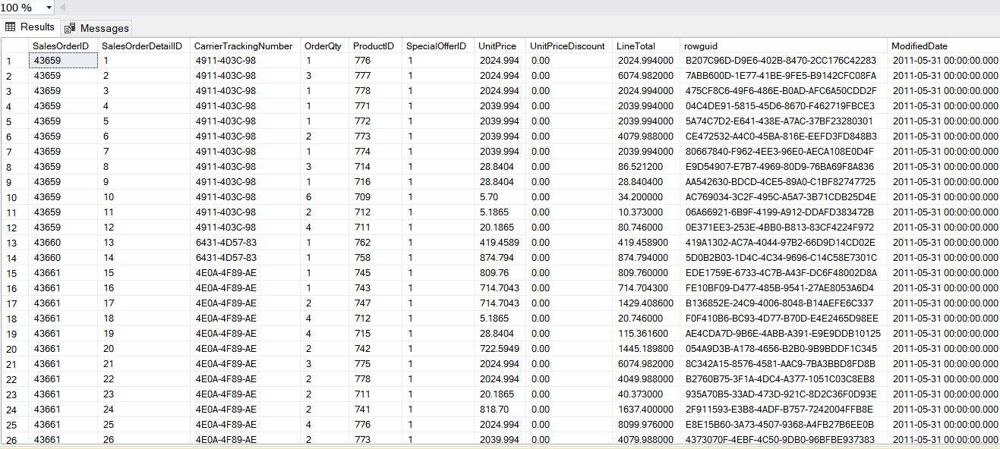 100 %
Results Messages
SalesOrderID SalesOrderDetailID CarrierTrackingNumber OrderQty ProductID SpecialOfferID UnitPrice UnitPriceDiscount LineTotal rowguid ModifiedDate
1 43659 1 4911-403C-98 1 776 1 2024.994 0.00 2024.994000 B207C96D-D9E6-402B-8470-2CC176C42283 2011-05-31 00:00:00.000
2 43659 2 4911-403C-98 3 777 1 2024.994 0.00 6074.982000 7ABB600D-1E77-41BE-9FE5-B9142CFC08FA 2011-05-31 00:00:00.000
3 43659 3 4911-403C-98 1 778 1 2024.994 0.00 2024.994000 475CF8C6-49F6-486E-B0AD-AFC6A50CDD2F 2011-05-31 00:00:00.000
4 43659 4 4911-403C-98 1 771 1 2039.994 0.00 2039.994000 04C4DE91-5815-45D6-8670-F462719FBCE3 2011-05-31 00:00:00.000
5 43659 5 4911-403C-98 1 772 1 2039.994 0.00 2039.994000 5A74C7D2-E641-438E-A7AC-37BF23280301 2011-05-31 00:00:00.000
6 43659 6 4911-403C-98 2 773 1 2039.994 0.00 4079.988000 CE472532-A4C0-45BA-816E-EEFD3FD848B3 2011-05-31 00:00:00.000
7 43659 7 4911-403C-98 1 774 1 2039.994 0.00 2039.994000 80667840-F962-4EE3-96E0-AECA108E0D4F 2011-05-31 00:00:00.000
8 43659 8 4911-403C-98 3 714 1 28.8404 0.00 86.521200 E9D54907-E7B7-4969-80D9-76BA69F8A836 2011-05-31 00:00:00.000
9 43659 9 4911-403C-98 1 716 1 28.8404 0.00 28.840400 AA542630-BDCD-4CE5-89A0-C1BF82747725 2011-05-31 00:00:00.000
10 43659 10 4911-403C-98 6 709 1 5.70 0.00 34.200000 AC769034-3C2F-495C-A5A7-3B71CDB25D4E 2011-05-31 00:00:00.000
11 43659 11 4911-403C-98 2 712 1 5.1865 0.00 10.373000 06A66921-6B9F-4199-A912-DDAFD383472B 2011-05-31 00:00:00.000
12 43659 12 4911-403C-98 4 711 1 20.1865 0.00 80.746000 0E371EE3-253E-4BB0-B813-83CF4224F972 2011-05-31 00:00:00.000
13 43660 13 6431-4D57-83 1 762 1 419.4589 0.00 419.458900 419A1302-AC7A-4044-97B2-66D9D14CD02E 2011-05-31 00:00:00.000
14 43660 14 6431-4D57-83 1 758 1 874.794 0.00 874.794000 5D0B2B03-1D4C-4C34-9696-C14C58E7301C 2011-05-31 00:00:00.000
15 43661 15 4E0A-4F89-AE 1 745 1 809.76 0.00 809.760000 EDE1759E-6733-4C7B-A43F-DC6F48002D8A 2011-05-31 00:00:00.000
16 43661 16 4E0A-4F89-AE 1 743 1 714.7043 0.00 714.704300 FE10BF09-D477-485B-9541-27AE8053A6D4 2011-05-31 00:00:00.000
17 43661 17 4E0A-4F89-AE 2 747 1 714.7043 0.00 1429.408600 B136852E-24C9-4006-8048-B14AEFE6C337 2011-05-31 00:00:00.000
18 43661 18 4E0A-4F89-AE 4 712 1 5.1865 0.00 20.746000 F0F410B6-BC93-4D77-B70D-E4E2465D98EE 2011-05-31 00:00:00.000
19 43661 19 4E0A-4F89-AE 4 715 1 28.8404 0.00 115.361600 AE4CDA7D-9B6E-4ABB-A391-E9E9DDB10125 2011-05-31 00:00:00.000
20 43661 20 4E0A-4F89-AE 2 742 1 722.5949 0.00 1445.189800 054A9D3B-A178-4656-B2B0-9B9BDDF1C345 2011-05-31 00:00:00.000
21 43661 21 4E0A-4F89-AE 3 775 1 2024.994 0.00 6074.982000 8C342A15-8576-4581-AAC9-7BA3BBD8FD8B 2011-05-31 00:00:00.000
22 43661 22 4E0A-4F89-AE 2 778 1 2024.994 0.00 4049.988000 B2760B75-3F1A-4DC4-A377-1051C03C8EB8 2011-05-31 00:00:00.000
23 43661 23 4E0A-4F89-AE 2 711 1 20.1865 0.00 40.373000 935A70B5-33AD-473D-921C-8D2C36F0D93E 2011-05-31 00:00:00.000
24 43661 24 4E0A-4F89-AE 2 741 1 818.70 0.00 1637.400000 2F911593-E3B8-4ADF-B757-7242004FFB8E 2011-05-31 00:00:00.000
25 43661 25 4E0A-4F89-AE 4 776 1 2024.994 0.00 8099.976000 E8E15B60-3A73-4507-9368-A4FB27B6EE0B 2011-05-31 00:00:00.000
26 43661 26 4E0A-4F89-AE 2 773 1 2039.994 0.00 4079.988000 4373070F-4EBF-4C50-9DB0-96BFBE937383 2011-05-31 00:00:00.000